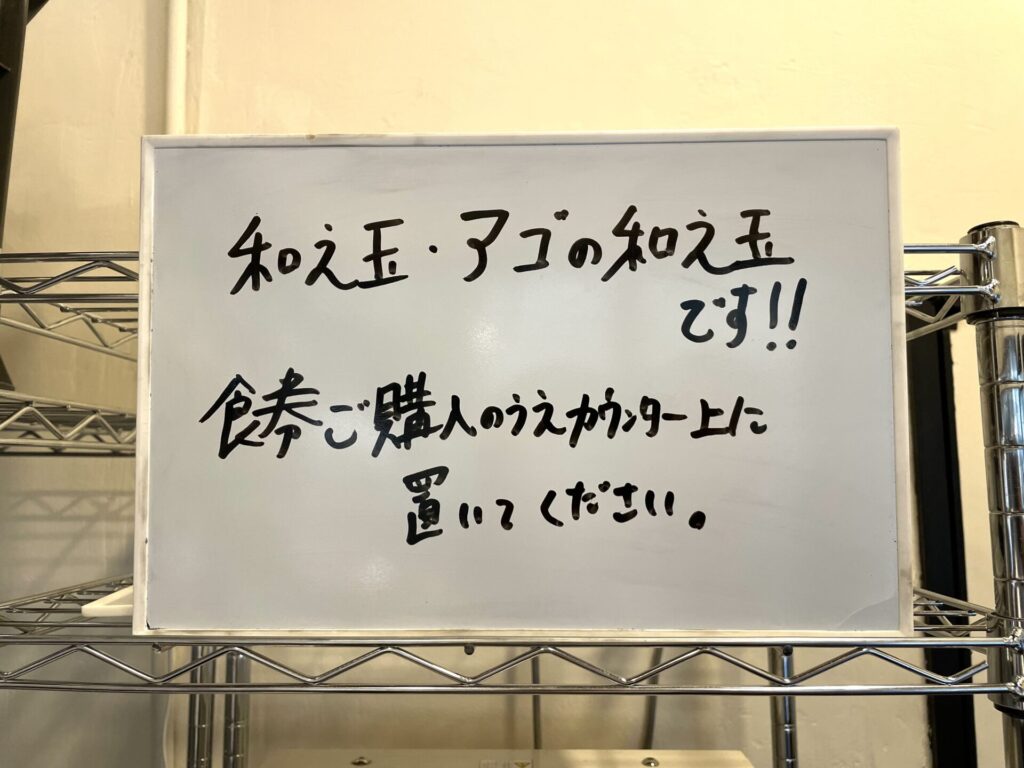 和え玉・アゴの和え玉
です!!
食券ご購入のうえカウンター上に
置いてください。